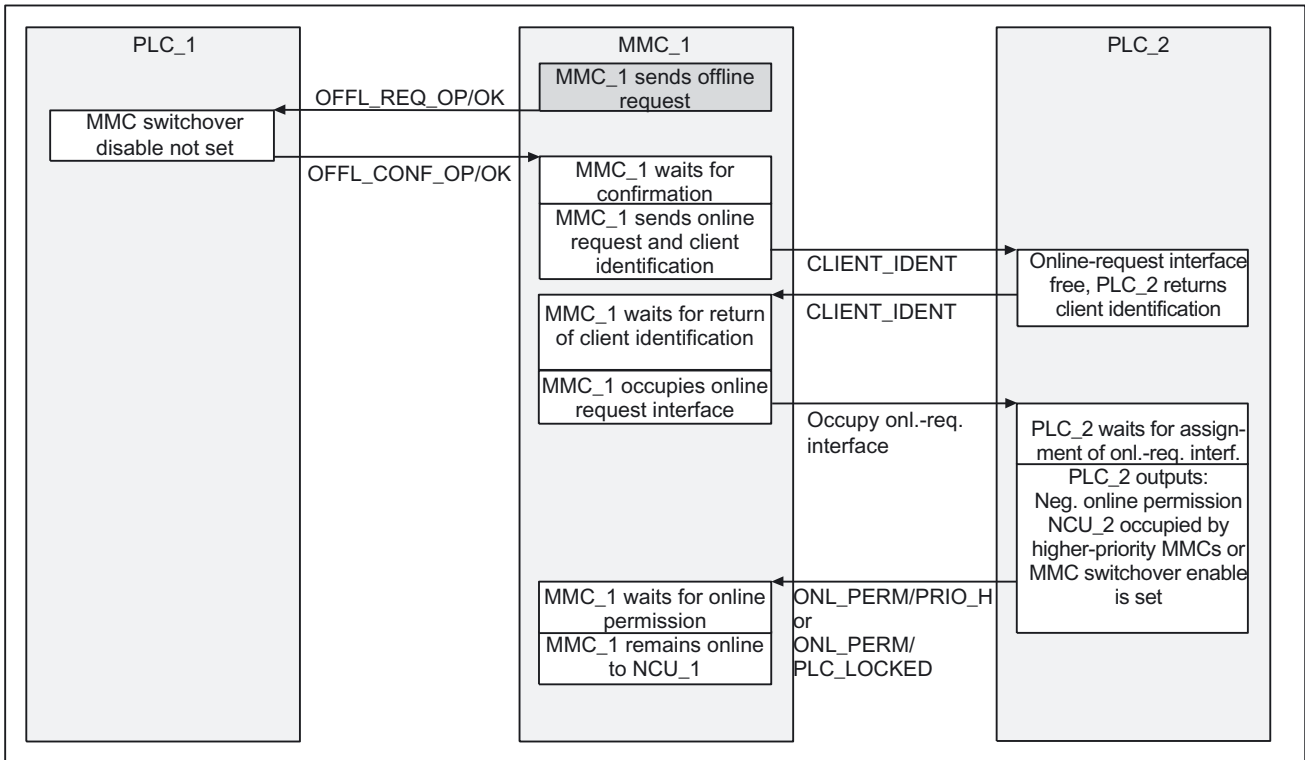 PLC_1
MMC_1
PLC_2
MMC_1 sends offline
request
OFFL_REQ_OP/OK
MMC switchover
disable not set
OFFL_CONF_OP/OK
MMC_1 waits for
confirmation
MMC_1 sends online
request and client
identification
CLIENT_IDENT
Online-request interface
free, PLC_2 returns
client identification
CLIENT_IDENT
MMC_1 waits for return
of client identification
MMC_1 occupies online
request interface
Occupy onl.-req.
interface
PLC_2 waits for assign-
ment of onl.-req. interf.
PLC_2 outputs:
Neg. online permission
NCU_2 occupied by
higher-priority MMCs or
MMC switchover enable
is set
ONL_PERM/PRIO_H
or
ONL_PERM/
PLC_LOCKED
MMC_1 waits for online
permission
MMC_1 remains online
to NCU_1